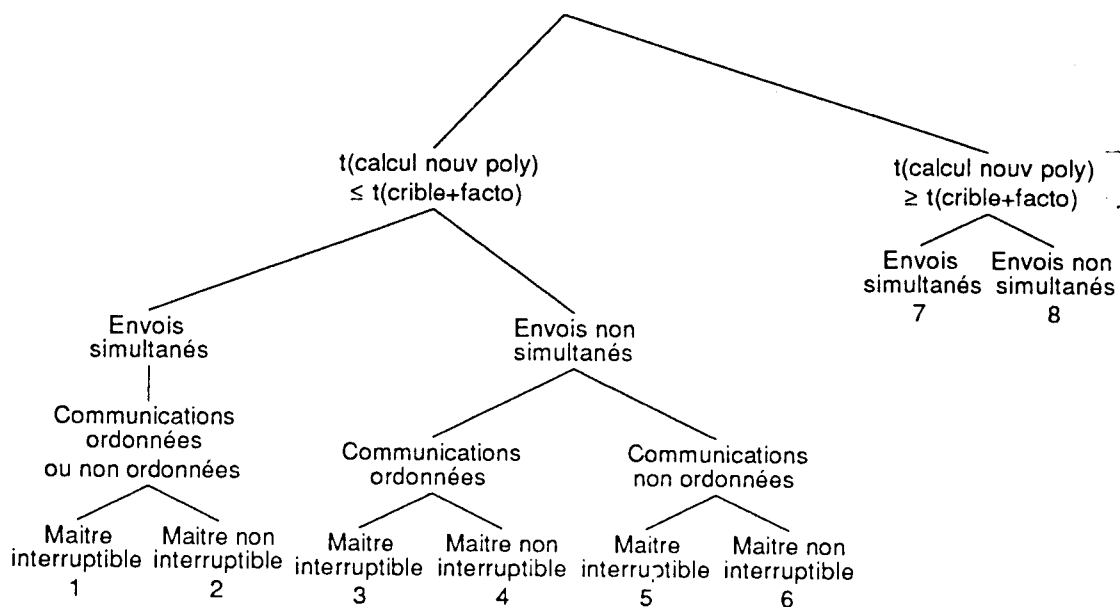 t(calcul nouv poly)
≤ t(crible+facto)
t(calcul nouv poly)
≥ t(crible+facto)
Envois
simultanés
7
Envois non
simultanés
8
Envois
simultanés
Envois non
simultanés
Communications
ordonnées
ou non ordonnées
Communications
ordonnées
Communications
non ordonnées
Maitre
interruptible
1
Maitre non
interruptible
2
Maitre
interruptible
3
Maitre non
interruptible
4
Maitre
interruptible
5
Maitre non
interruptible
6